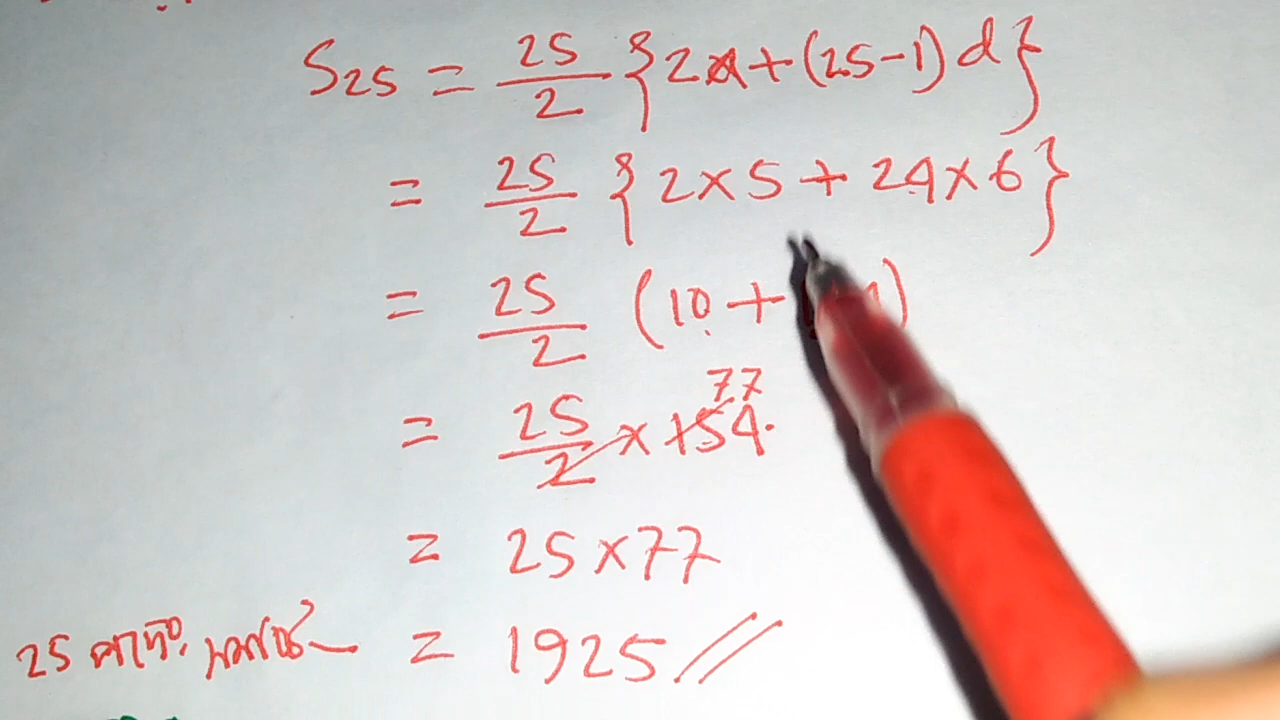 S₂₅ = 25/2 {2a + (25-1) d}
= 25/2 {2×5 + 24×6}
= 25/2 (10 +
= 25/2 × 154 77
= 25×77
25 = 1925 //